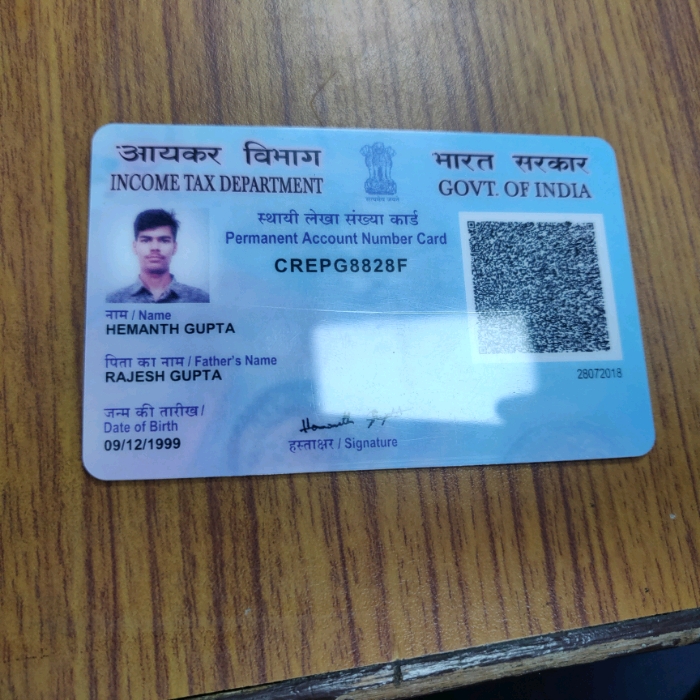 आयकर विभाग
INCOME TAX DEPARTMENT
भारत सरकार
GOVT. OF INDIA
सत्यमेव जयते
स्थायी लेखा संख्या कार्ड
Permanent Account Number Card
CREPG8828F
नाम / Name
HEMANTH GUPTA
पिता का नाम / Father's Name
RAJESH GUPTA
28072018
जन्म की तारीख /
Date of Birth
09/12/1999
Hemanth
हस्ताक्षर / Signature